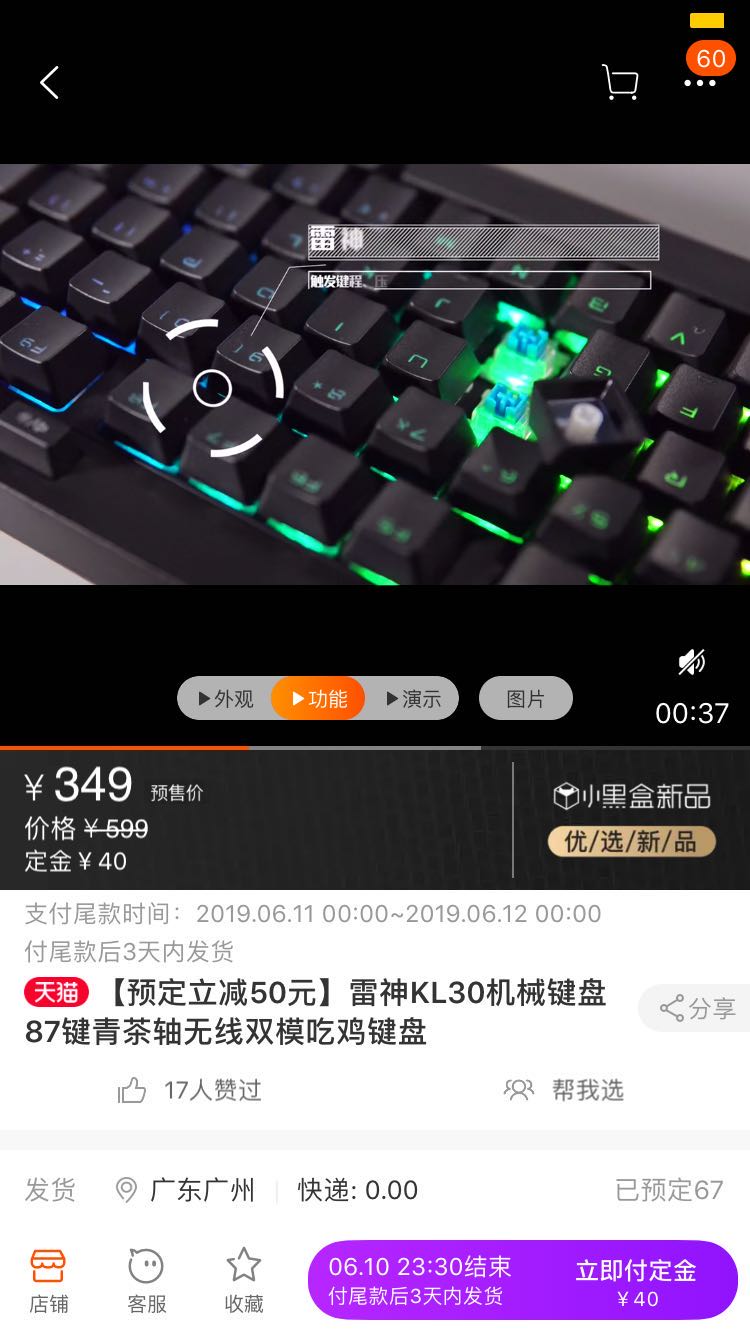 60
雷神
触发键程、压
外观
功能
演示
图片
00:37
¥ 349 预售价
价格 ¥ 599
定金 ¥ 40
小黑盒新品
优/选/新/品
支付尾款时间：2019.06.11 00:00~2019.06.12 00:00
付尾款后3天内发货
天猫 【预定立减50元】雷神KL30机械键盘
87键青茶轴无线双模吃鸡键盘
分享
17人赞过
帮我选
发货 广东广州 快递: 0.00 已预定67
店铺
客服
收藏
06.10 23:30结束
付尾款后3天内发货
立即付定金
¥ 40